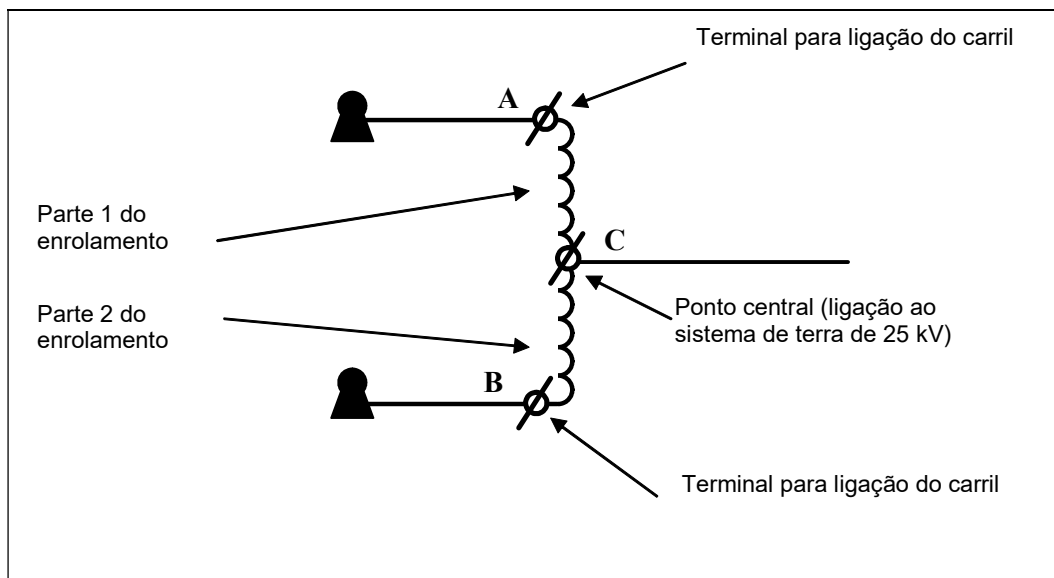 Terminal para ligação do carril
A
Parte 1 do
enrolamento
C
Ponto central (ligação ao
sistema de terra de 25 kV)
Parte 2 do
enrolamento
B
Terminal para ligação do carril